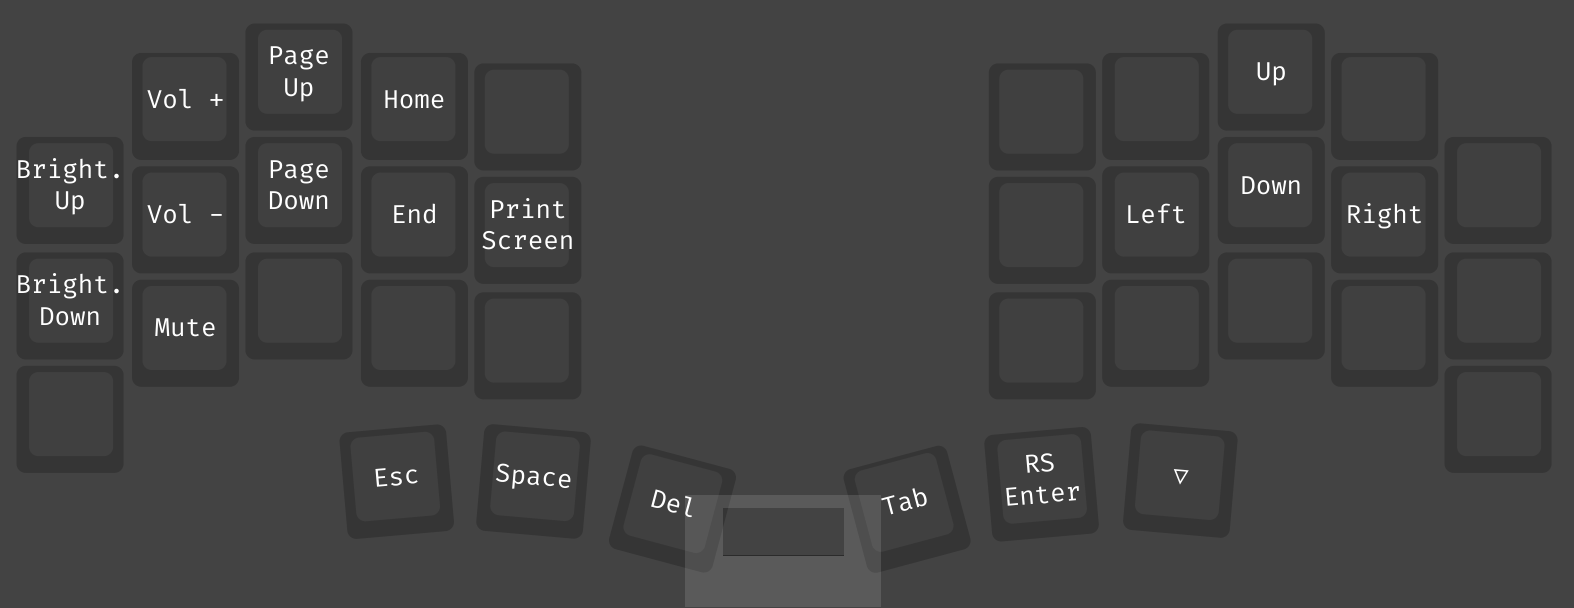 Page
Up
Vol +
Home
Up
Bright.
Up
Vol -
Page
Down
End
Print
Screen
Left
Down
Right
Bright.
Down
Mute
Esc
Space
Del
Tab
RS
Enter
▽